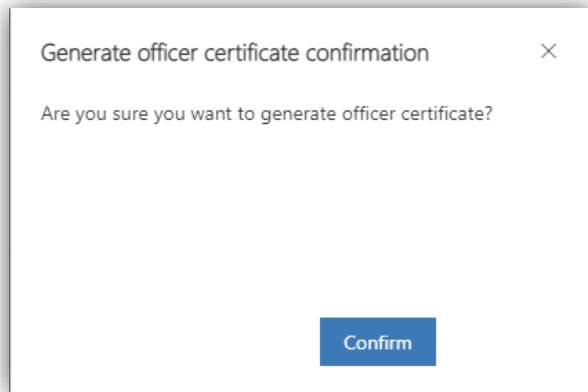 Generate officer certificate confirmation
Are you sure you want to generate officer certificate?
Confirm